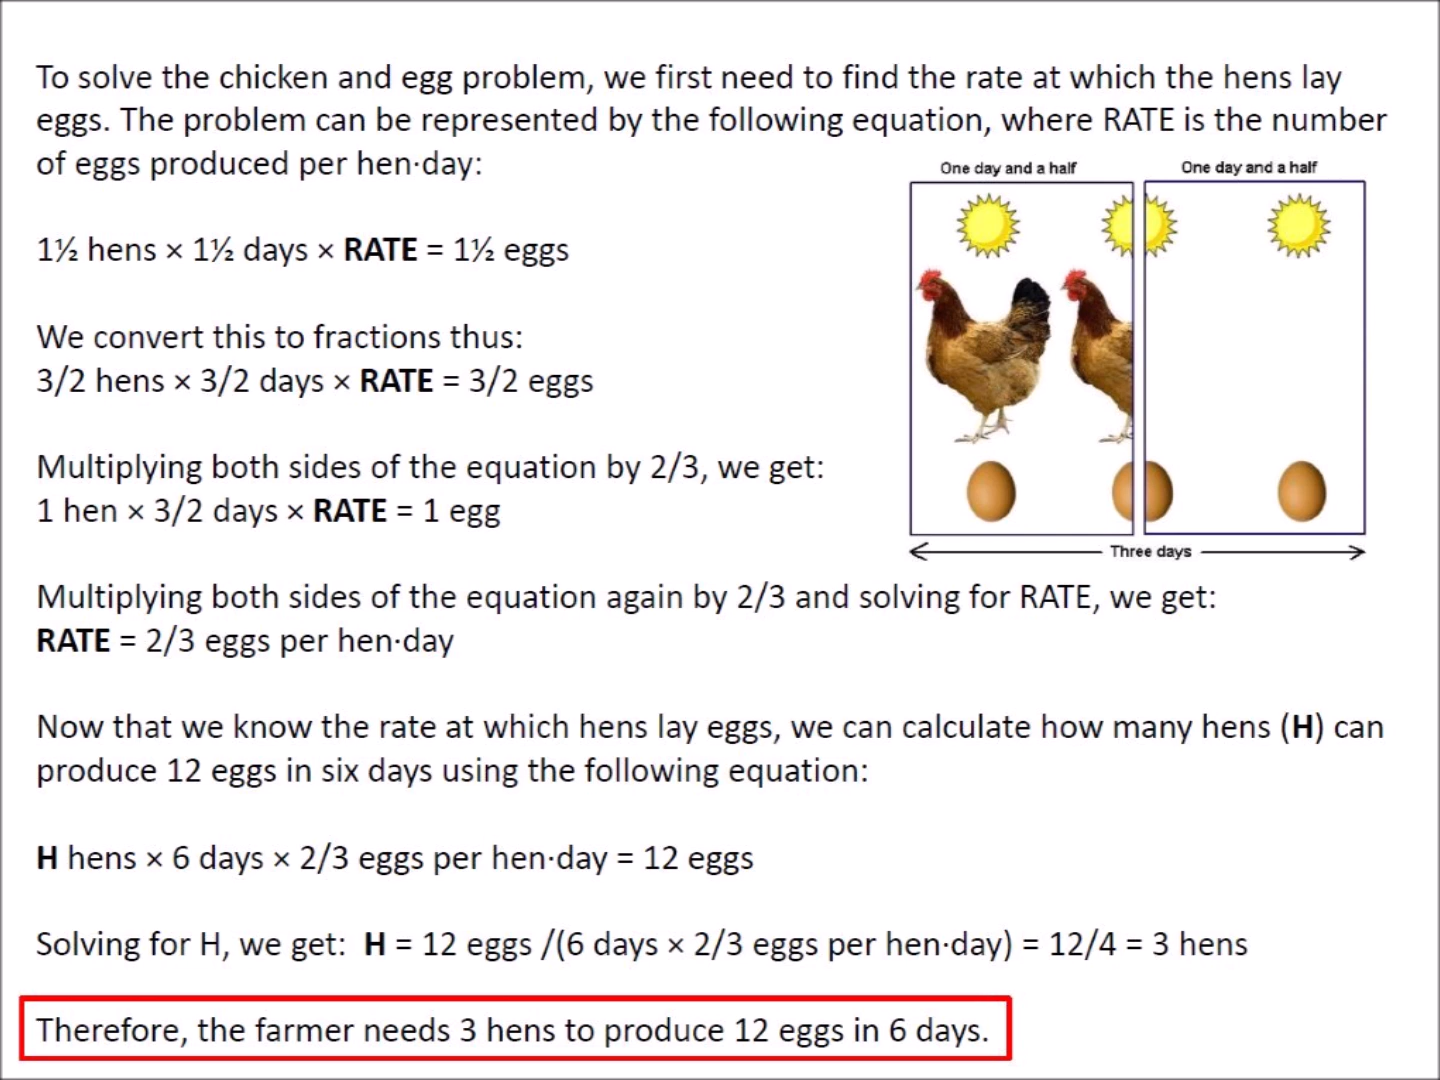 To solve the chicken and egg problem, we first need to find the rate at which the hens lay
eggs. The problem can be represented by the following equation, where RATE is the number
of eggs produced per hen·day:
One day and a half
One day and a half
1½ hens × 1½ days × RATE = 1½ eggs
We convert this to fractions thus:
3/2 hens × 3/2 days × RATE = 3/2 eggs
Multiplying both sides of the equation by 2/3, we get:
1 hen × 3/2 days × RATE = 1 egg
Three days
Multiplying both sides of the equation again by 2/3 and solving for RATE, we get:
RATE = 2/3 eggs per hen·day
Now that we know the rate at which hens lay eggs, we can calculate how many hens (H) can
produce 12 eggs in six days using the following equation:
H hens × 6 days × 2/3 eggs per hen·day = 12 eggs
Solving for H, we get:  H = 12 eggs /(6 days × 2/3 eggs per hen·day) = 12/4 = 3 hens
Therefore, the farmer needs 3 hens to produce 12 eggs in 6 days.